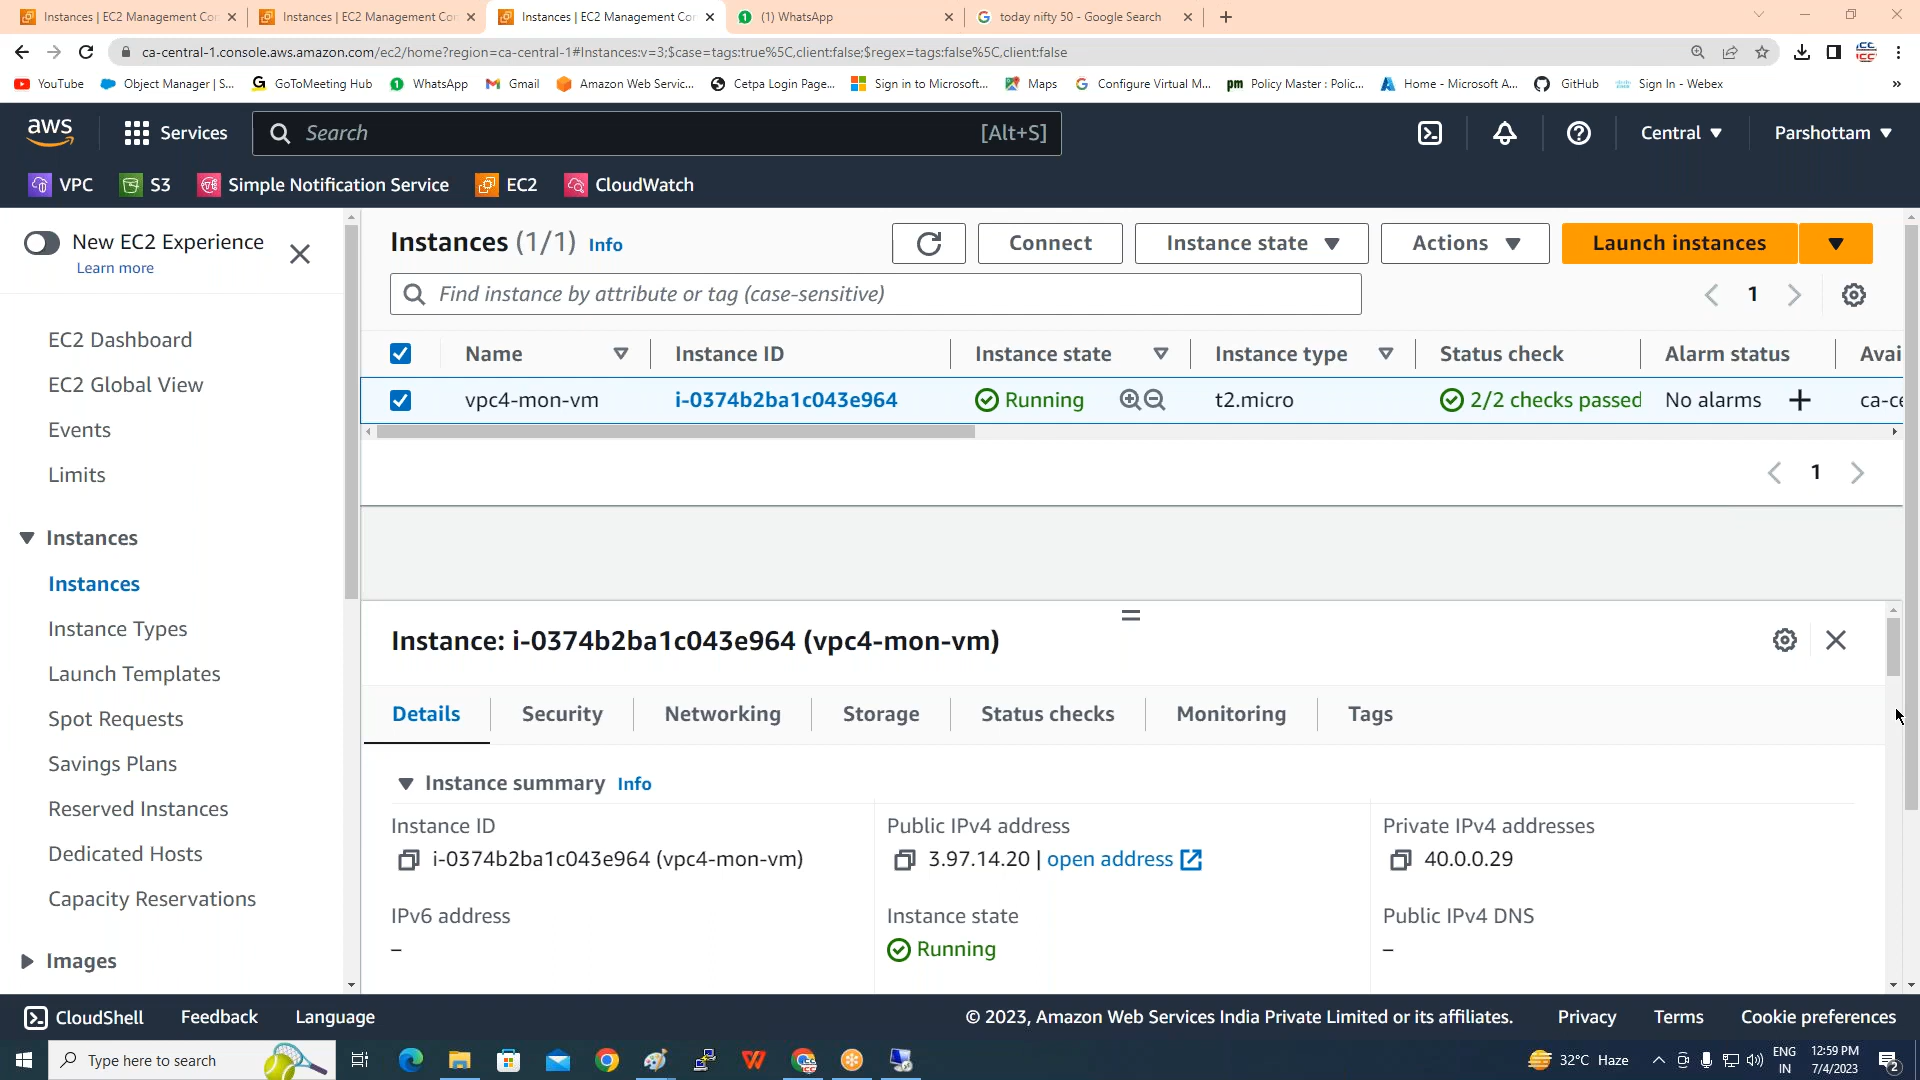 Instances | EC2 Management Cor
Instances | EC2 Management Con
Instances | EC2 Management Cor
(1) WhatsApp
today nifty 50 - Google Search
ca-central-1.console.aws.amazon.com/ec2/home?region=ca-central-1#Instances:v=3;$case=tags:true%5C,client:false;$regex=tags:false%5C,client:false
YouTube
Object Manager | S...
GoToMeeting Hub
WhatsApp
Gmail
Amazon Web Servic...
Cetpa Login Page...
Sign in to Microsoft...
Maps
Configure Virtual M...
pm Policy Master : Polic...
Home - Microsoft A...
GitHub
Sign In - Webex
»
aws
Services
Search [Alt+S]
Central
Parshottam
VPC
S3
Simple Notification Service
EC2
CloudWatch
New EC2 Experience
Learn more
EC2 Dashboard
EC2 Global View
Events
Limits
Instances
Instances
Instance Types
Launch Templates
Spot Requests
Savings Plans
Reserved Instances
Dedicated Hosts
Capacity Reservations
Images
Instances (1/1) Info
Connect
Instance state
Actions
Launch instances
Find instance by attribute or tag (case-sensitive)
1
Name Instance ID Instance state Instance type Status check Alarm status Avai
vpc4-mon-vm i-0374b2ba1c043e964 Running t2.micro 2/2 checks passed No alarms + ca-ce
1
Instance: i-0374b2ba1c043e964 (vpc4-mon-vm)
Details Security Networking Storage Status checks Monitoring Tags
Instance summary Info
Instance ID
i-0374b2ba1c043e964 (vpc4-mon-vm)
Public IPv4 address
3.97.14.20 | open address
Private IPv4 addresses
40.0.0.29
IPv6 address
–
Instance state
Running
Public IPv4 DNS
–
CloudShell Feedback Language
© 2023, Amazon Web Services India Private Limited or its affiliates. Privacy Terms Cookie preferences
Type here to search
32°C Haze
ENG
IN
12:59 PM
7/4/2023
2